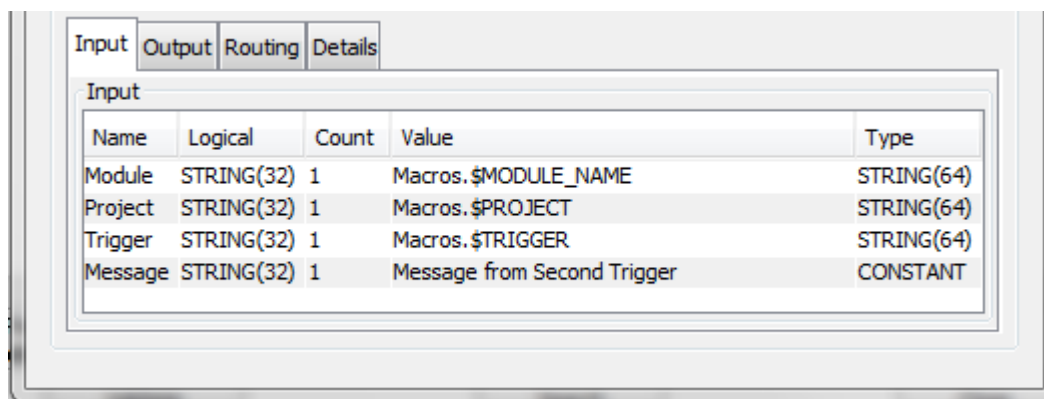 Input Output Routing Details
Input
Name Logical Count Value Type
Module STRING(32) 1 Macros.$MODULE_NAME STRING(64)
Project STRING(32) 1 Macros.$PROJECT STRING(64)
Trigger STRING(32) 1 Macros.$TRIGGER STRING(64)
Message STRING(32) 1 Message from Second Trigger CONSTANT